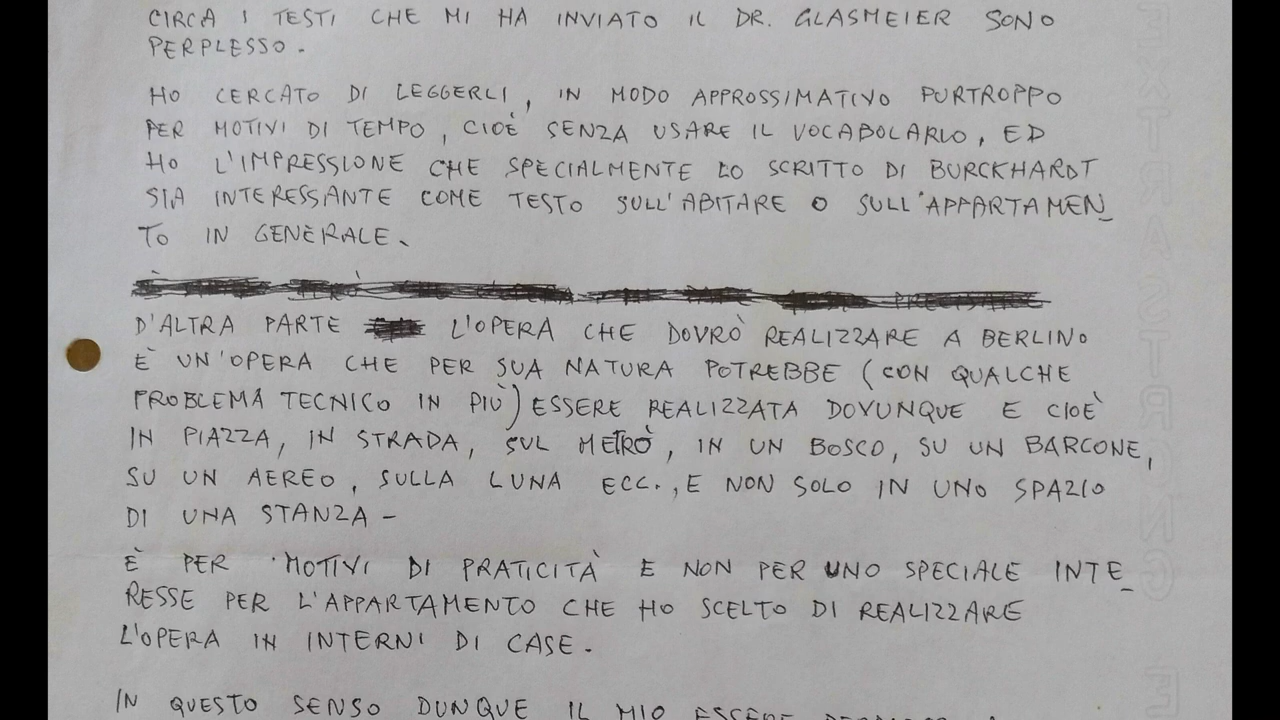 CIRCA I TESTI CHE MI HA INVIATO IL DR. GLASMEIER SONO
PERPLESSO.
HO CERCATO DI LEGGERLI, IN MODO APPROSSIMATIVO PURTROPPO
PER MOTIVI DI TEMPO, CIOÈ SENZA USARE IL VOCABOLARIO, ED
HO L'IMPRESSIONE CHE SPECIALMENTE LO SCRITTO DI BURCKHARDT
SIA INTERESSANTE COME TESTO SULL'ABITARE O SULL'APPARTAMEN_
TO IN GENERALE.
D'ALTRA PARTE L'OPERA CHE DOVRÒ REALIZZARE A BERLINO
È UN'OPERA CHE PER SUA NATURA POTREBBE (CON QUALCHE
PROBLEMA TECNICO IN PIÙ) ESSERE REALIZZATA DOVUNQUE E CIOÈ
IN PIAZZA, IN STRADA, SUL METRÒ, IN UN BOSCO, SU UN BARCONE,
SU UN AEREO, SULLA LUNA ECC., E NON SOLO IN UNO SPAZIO
DI UNA STANZA -
È PER MOTIVI DI PRATICITÀ E NON PER UNO SPECIALE INTE_
RESSE PER L'APPARTAMENTO CHE HO SCELTO DI REALIZZARE
L'OPERA IN INTERNI DI CASE.
IN QUESTO SENSO DUNQUE IL MIO ESSERE
EXTRA STRONG E